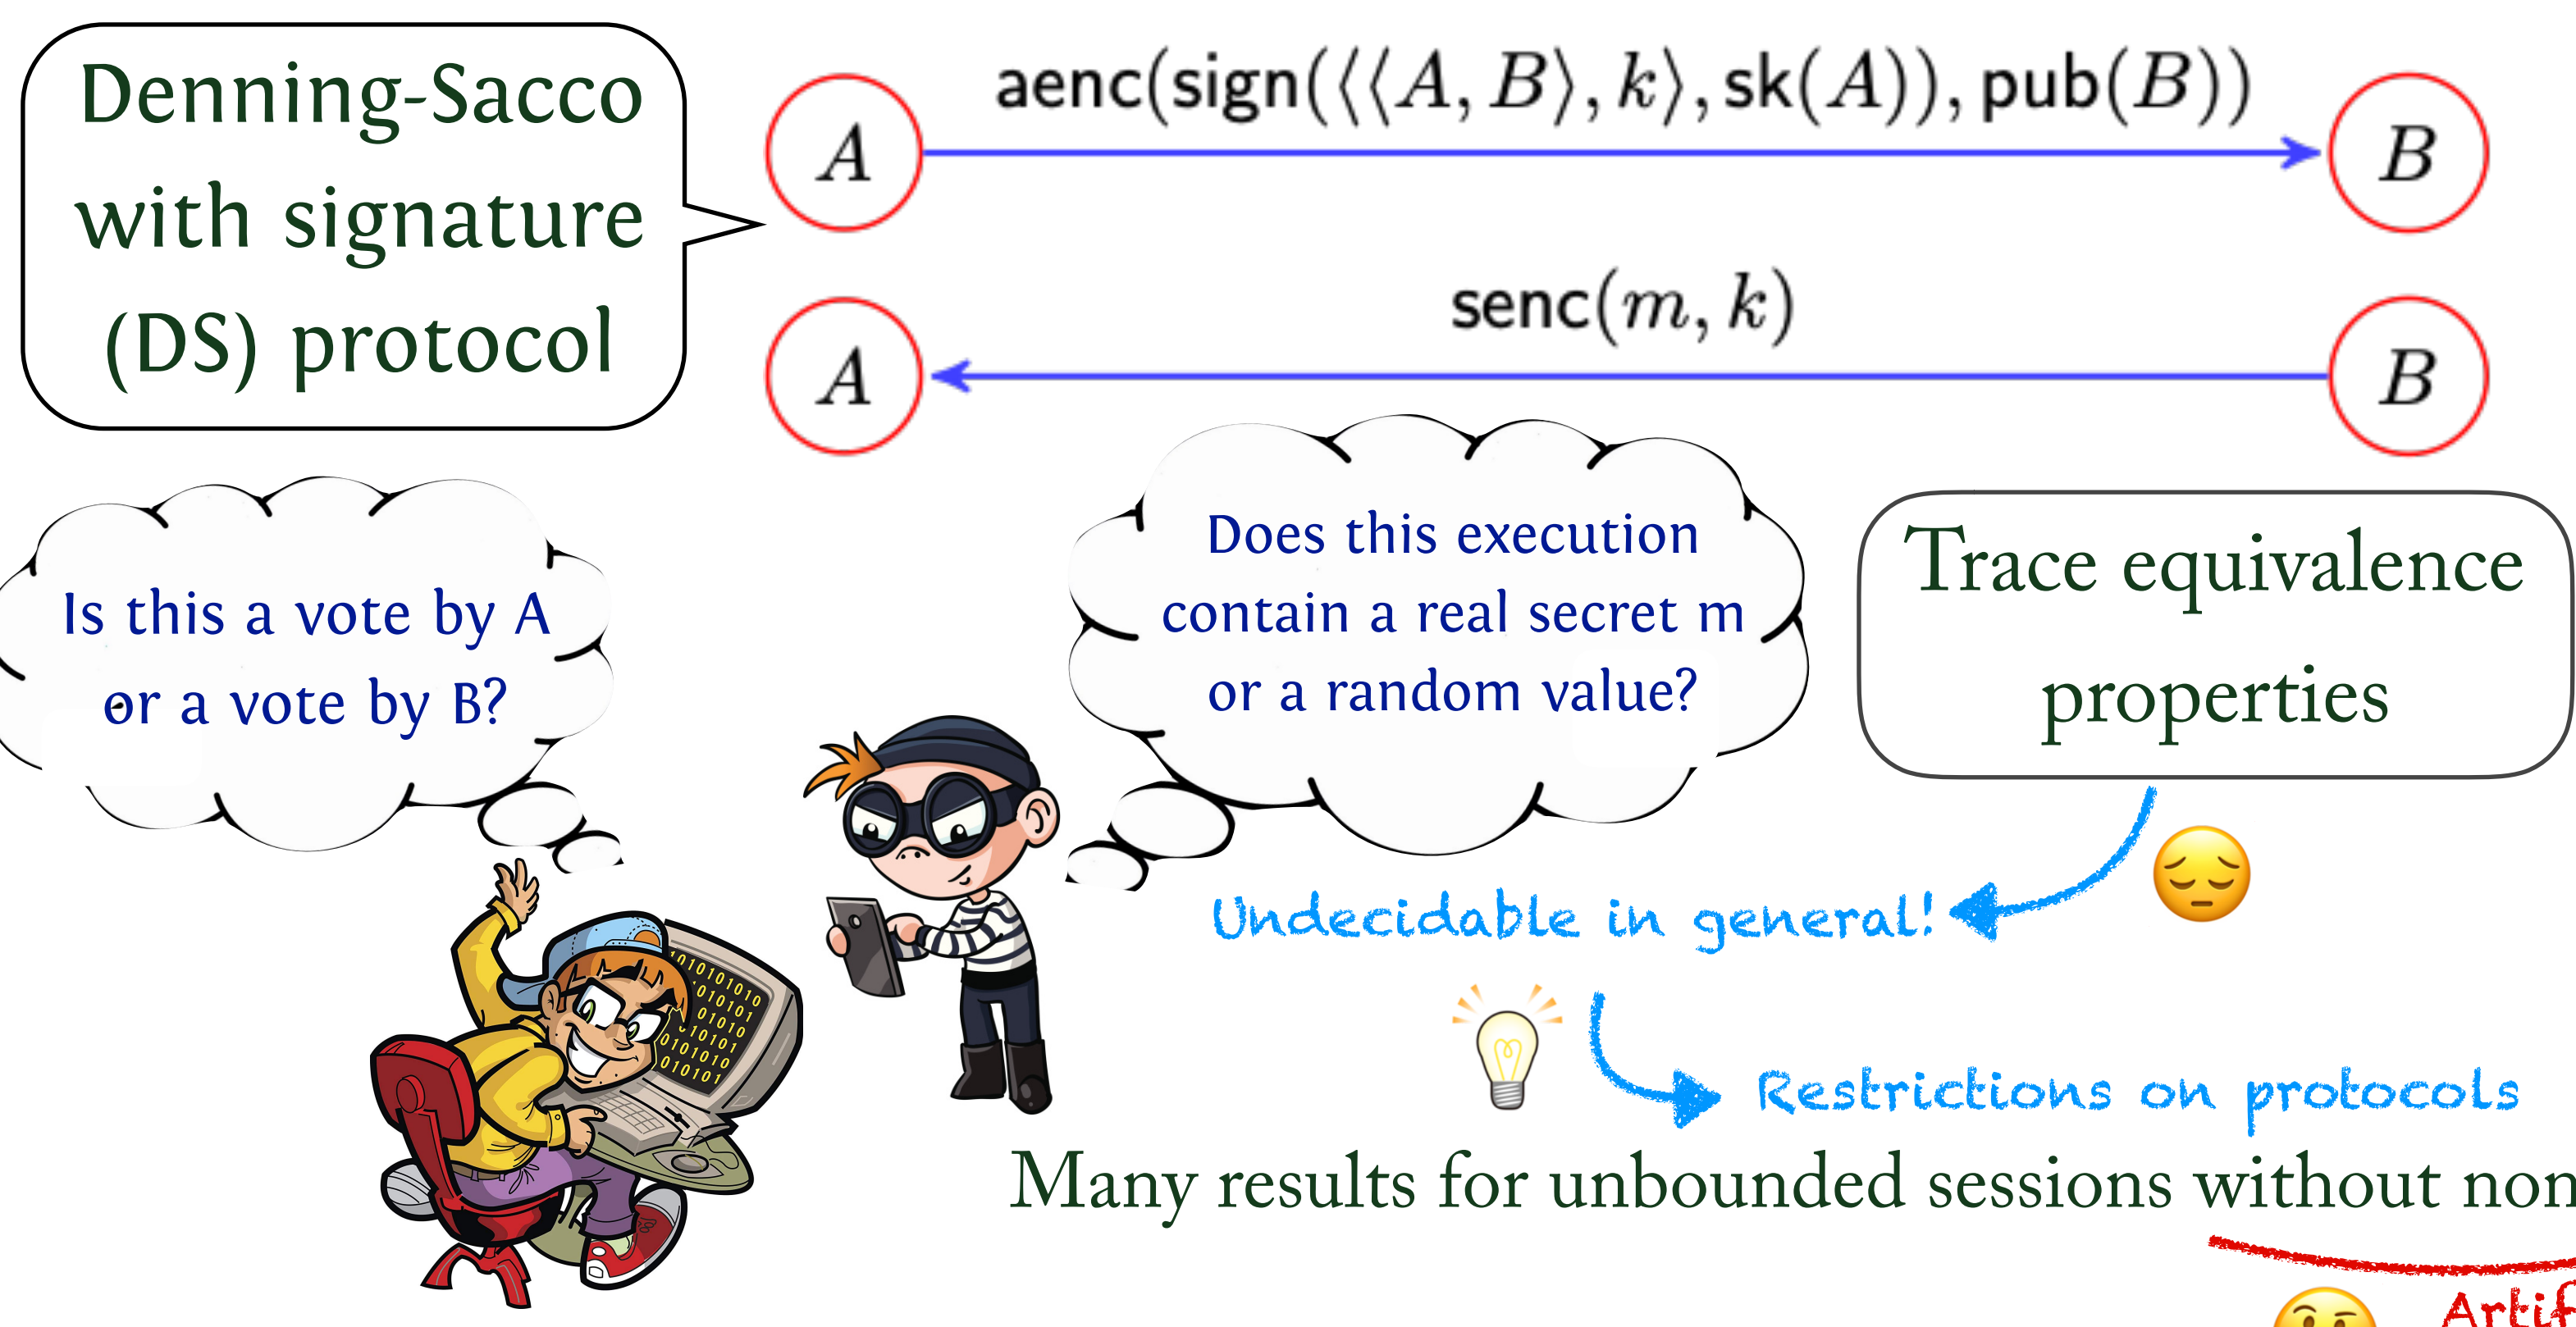 Denning-Sacco
with signature
(DS) protocol
A
aenc(sign(⟨⟨A, B⟩, k⟩, sk(A)), pub(B))
B
A
senc(m, k)
B
Is this a vote by A
or a vote by B?
Does this execution
contain a real secret m
or a random value?
Trace equivalence
properties
Undecidable in general!
Restrictions on protocols
Many results for unbounded sessions without